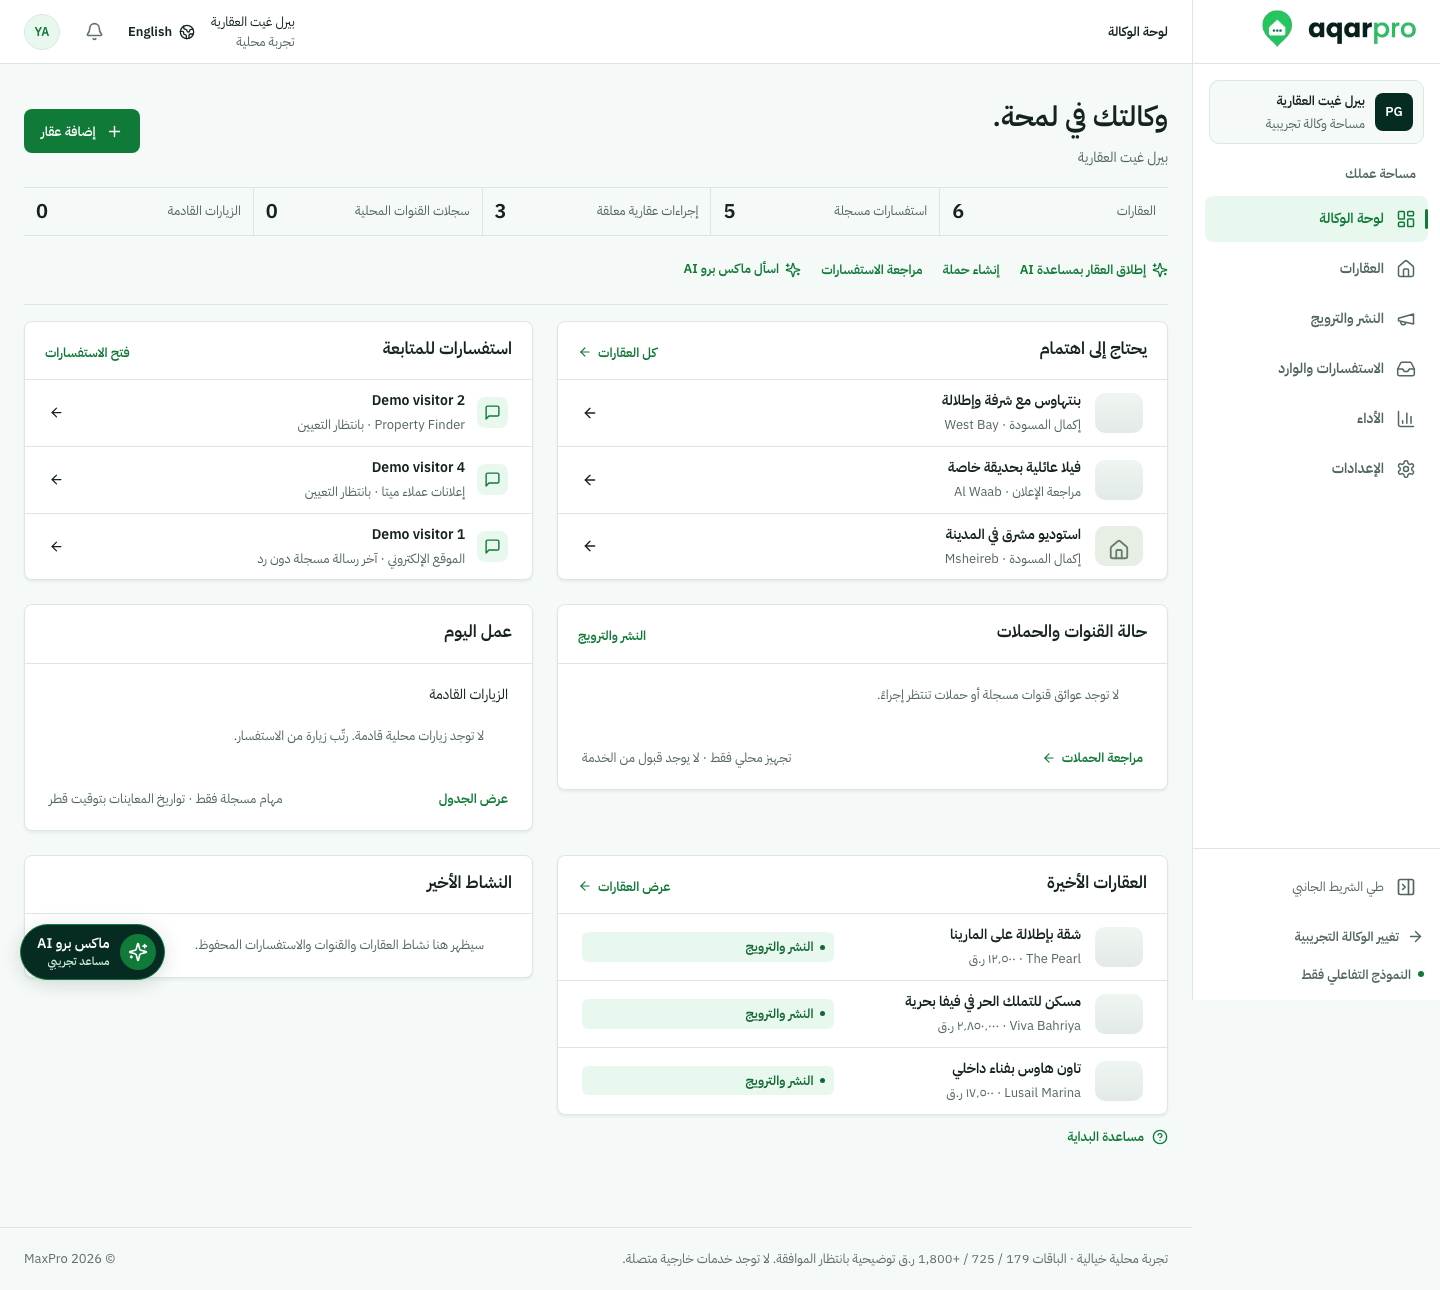 aqarpro
لوحة الوكالة
بيرل غيت العقارية
تجربة محلية
English
YA
PG
بيرل غيت العقارية
مساحة وكالة تجريبية
مساحة عملك
لوحة الوكالة
العقارات
النشر والترويج
الاستفسارات والوارد
الأداء
الإعدادات
طي الشريط الجانبي
تغيير الوكالة التجريبية
النموذج التفاعلي فقط
وكالتك في لمحة.
بيرل غيت العقارية
إضافة عقار
العقارات 6
استفسارات مسجلة 5
إجراءات عقارية معلقة 3
سجلات القنوات المحلية 0
الزيارات القادمة 0
إطلاق العقار بمساعدة AI
إنشاء حملة
مراجعة الاستفسارات
اسأل ماكس برو AI
يحتاج إلى اهتمام
كل العقارات
بنتهاوس مع شرفة وإطلالة
إكمال المسودة · West Bay
فيلا عائلية بحديقة خاصة
مراجعة الإعلان · Al Waab
استوديو مشرق في المدينة
إكمال المسودة · Msheireb
استفسارات للمتابعة
فتح الاستفسارات
Demo visitor 2
Property Finder · بانتظار التعيين
Demo visitor 4
إعلانات عملاء ميتا · بانتظار التعيين
Demo visitor 1
الموقع الإلكتروني · آخر رسالة مسجلة دون رد
حالة القنوات والحملات
النشر والترويج
لا توجد عوائق قنوات مسجلة أو حملات تنتظر إجراءً.
مراجعة الحملات
تجهيز محلي فقط · لا يوجد قبول من الخدمة
عمل اليوم
الزيارات القادمة
لا توجد زيارات محلية قادمة. رتّب زيارة من الاستفسار.
عرض الجدول
مهام مسجلة فقط · تواريخ المعاينات بتوقيت قطر
العقارات الأخيرة
عرض العقارات
شقة بإطلالة على المارينا
The Pearl · ١٢٬٥٠٠ ر.ق
النشر والترويج
مسكن للتملك الحر في فيفا بحرية
Viva Bahriya · ٢٬٨٥٠٬٠٠٠ ر.ق
النشر والترويج
تاون هاوس بفناء داخلي
Lusail Marina · ١٧٬٥٠٠ ر.ق
النشر والترويج
النشاط الأخير
سيظهر هنا نشاط العقارات والقنوات والاستفسارات المحفوظ.
ماكس برو AI
مساعد تجريبي
مساعدة البداية
تجربة محلية خيالية · الباقات 179 / 725 / +1,800 ر.ق توضيحية بانتظار الموافقة. لا توجد خدمات خارجية متصلة.
© 2026 MaxPro